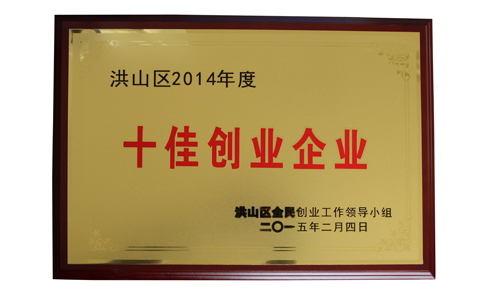 洪山区2014年度
十佳创业企业
洪山区全民创业工作领导小组
二〇一五年二月四日